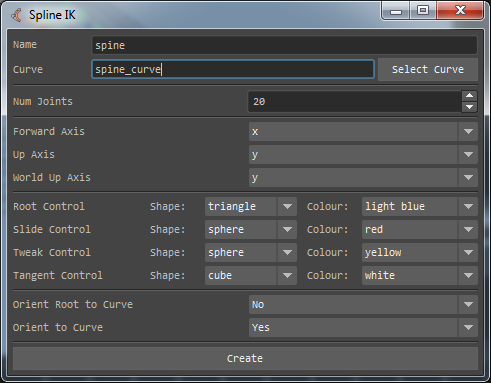 Spline IK
Name spine
Curve spine_curve Select Curve
Num Joints 20
Forward Axis x
Up Axis y
World Up Axis y
Root Control Shape: triangle Colour: light blue
Slide Control Shape: sphere Colour: red
Tweak Control Shape: sphere Colour: yellow
Tangent Control Shape: cube Colour: white
Orient Root to Curve No
Orient to Curve Yes
Create